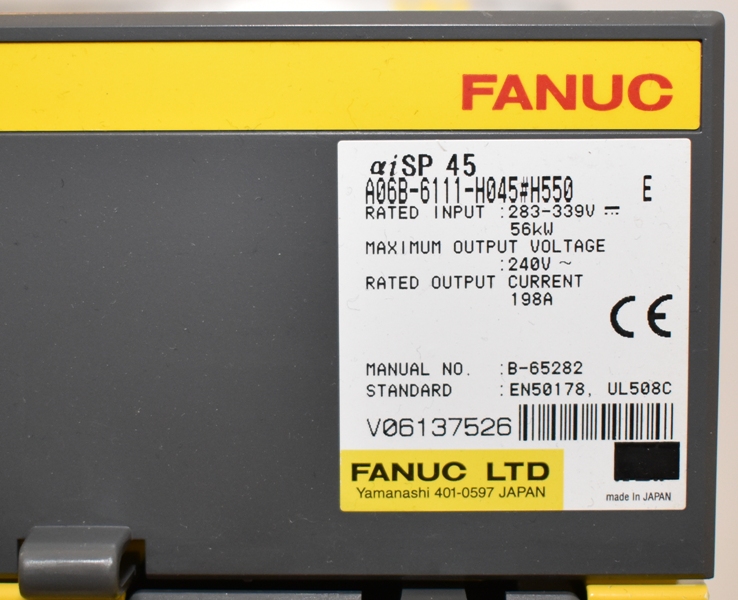 FANUC
αiSP 45
A06B-6111-H045#H550 E
RATED INPUT :283-339V ⎓
56kW
MAXIMUM OUTPUT VOLTAGE
:240V ~
RATED OUTPUT CURRENT
198A
CE
MANUAL NO. :B-65282
STANDARD :EN50178, UL508C
V06137526
FANUC LTD
Yamanashi 401-0597 JAPAN
made In JAPAN